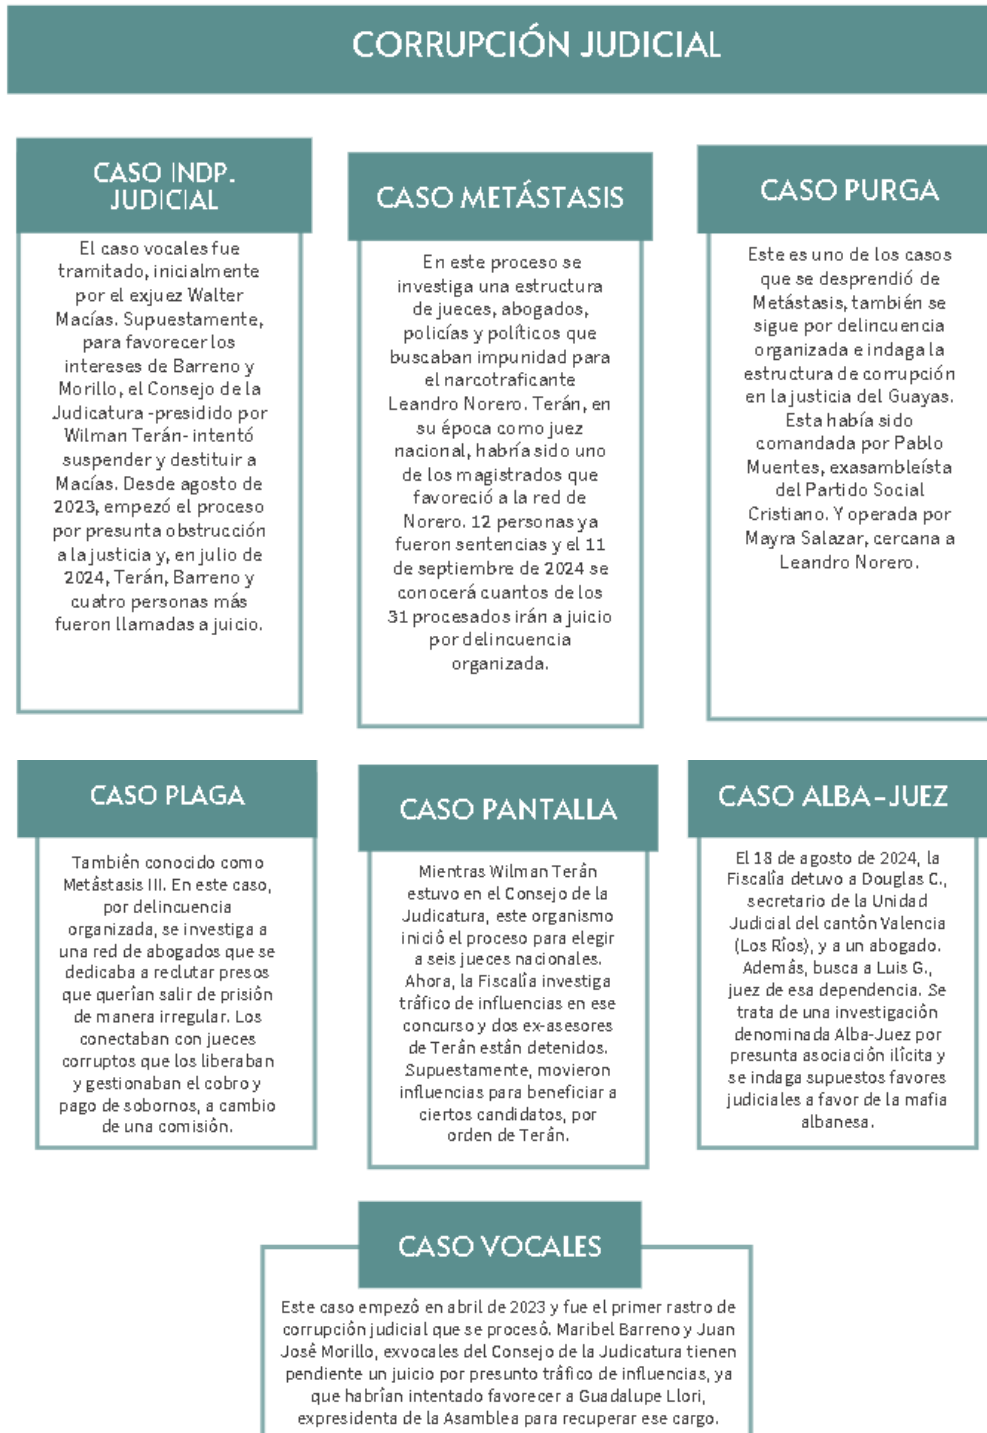 CORRUPCIÓN JUDICIAL
CASO INDP.
JUDICIAL
El caso vocales fue
tramitado, inicialmente
por el exjuez Walter
Macías. Supuestamente,
para favorecer los
intereses de Barreno y
Morillo, el Consejo de la
Judicatura -presidido por
Wilman Terán- intentó
suspender y destituir a
Macías. Desde agosto de
2023, empezó el proceso
por presunta obstrucción
a la justicia y, en julio de
2024, Terán, Barreno y
cuatro personas más
fueron llamadas a juicio.
CASO METÁSTASIS
En este proceso se
investiga una estructura
de jueces, abogados,
policías y políticos que
buscaban impunidad para
el narcotraficante
Leandro Norero. Terán, en
su época como juez
nacional, habría sido uno
de los magistrados que
favoreció a la red de
Norero. 12 personas ya
fueron sentencias y el 11
de septiembre de 2024 se
conocerá cuantos de los
31 procesados irán a juicio
por delincuencia
organizada.
CASO PURGA
Este es uno de los casos
que se desprendió de
Metástasis, también se
sigue por delincuencia
organizada e indaga la
estructura de corrupción
en la justicia del Guayas.
Esta había sido
comandada por Pablo
Muentes, exasambleísta
del Partido Social
Cristiano. Y operada por
Mayra Salazar, cercana a
Leandro Norero.
CASO PLAGA
También conocido como
Metástasis III. En este caso,
por delincuencia
organizada, se investiga a
una red de abogados que se
dedicaba a reclutar presos
que querían salir de prisión
de manera irregular. Los
conectaban con jueces
corruptos que los liberaban
y gestionaban el cobro y
pago de sobornos, a cambio
de una comisión.
CASO PANTALLA
Mientras Wilman Terán
estuvo en el Consejo de la
Judicatura, este organismo
inició el proceso para elegir
a seis jueces nacionales.
Ahora, la Fiscalía investiga
tráfico de influencias en ese
concurso y dos ex-asesores
de Terán están detenidos.
Supuestamente, movieron
influencias para beneficiar a
ciertos candidatos, por
orden de Terán.
CASO ALBA-JUEZ
El 18 de agosto de 2024, la
Fiscalía detuvo a Douglas C.,
secretario de la Unidad
Judicial del cantón Valencia
(Los Ríos), y a un abogado.
Además, busca a Luis G.,
juez de esa dependencia. Se
trata de una investigación
denominada Alba-Juez por
presunta asociación ilícita y
se indaga supuestos favores
judiciales a favor de la mafia
albanesa.
CASO VOCALES
Este caso empezó en abril de 2023 y fue el primer rastro de
corrupción judicial que se procesó. Maribel Barreno y Juan
José Morillo, exvocales del Consejo de la Judicatura tienen
pendiente un juicio por presunto tráfico de influencias, ya
que habrían intentado favorecer a Guadalupe Llori,
expresidenta de la Asamblea para recuperar ese cargo.